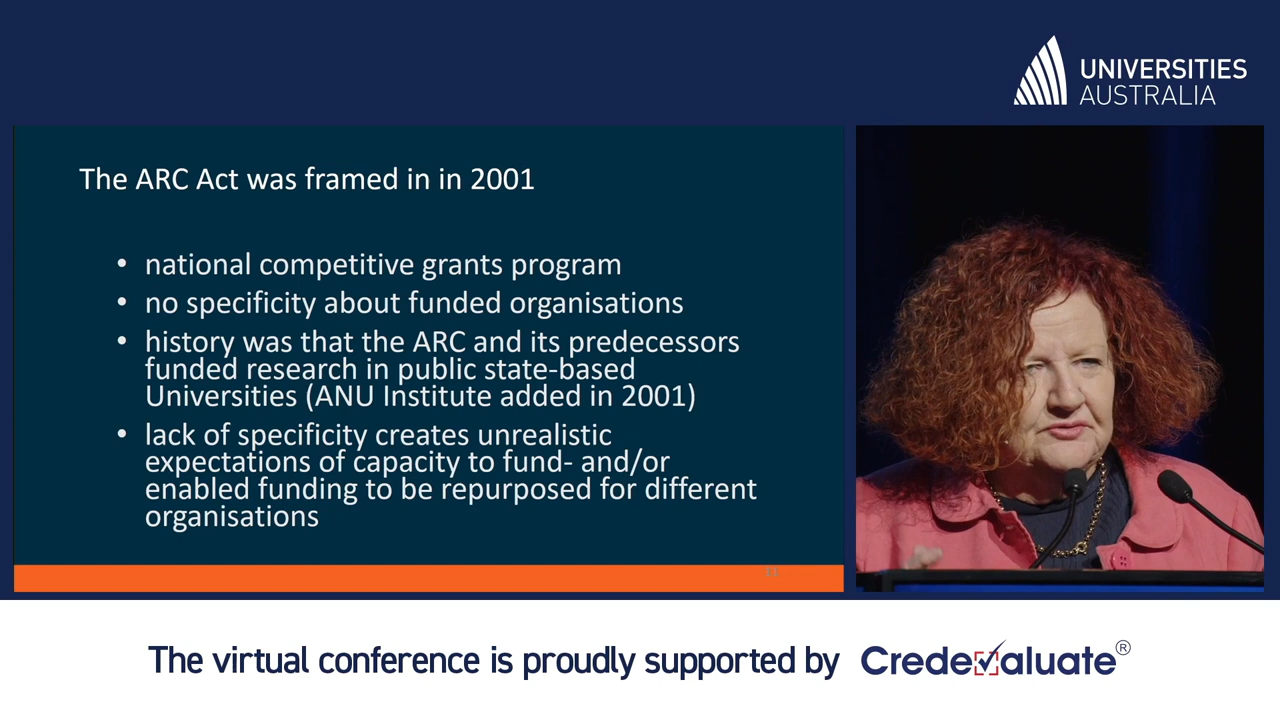 UNIVERSITIES
AUSTRALIA
The ARC Act was framed in in 2001
• national competitive grants program
• no specificity about funded organisations
• history was that the ARC and its predecessors
funded research in public state-based
Universities (ANU Institute added in 2001)
• lack of specificity creates unrealistic
expectations of capacity to fund- and/or
enabled funding to be repurposed for different
organisations
11
The virtual conference is proudly supported by Credevaluate®